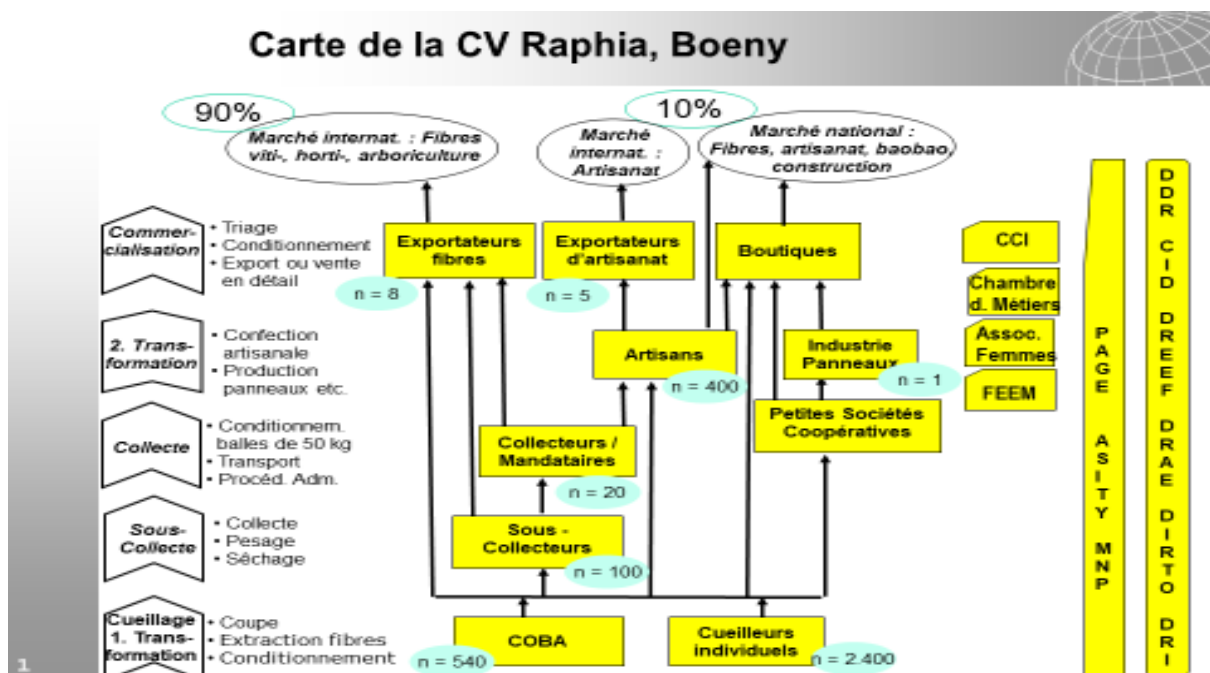 Carte de la CV Raphia, Boeny
90%
10%
Marché internat. : Fibres
viti-, horti-, arboriculture
Marché
internat. :
Artisanat
Marché national :
Fibres, artisanat, baobao,
construction
Commer-
cialisation
• Triage
• Conditionnement
• Export ou vente
en détail
Exportateurs
fibres
n = 8
Exportateurs
d'artisanat
n = 5
Boutiques
CCI
Chambre
d. Métiers
Assoc.
Femmes
FEEM
2. Trans-
formation
• Confection
artisanale
• Production
panneaux etc.
Artisans
n = 400
Industrie
Panneaux
n = 1
Collecte
• Conditionnem.
balles de 50 kg
• Transport
• Procéd. Adm.
Collecteurs /
Mandataires
n = 20
Petites Sociétés
Coopératives
Sous-
Collecte
• Collecte
• Pesage
• Sêchage
Sous -
Collecteurs
n = 100
Cueillage
1. Trans-
formation
• Coupe
• Extraction fibres
• Conditionnement
COBA
n = 540
Cueilleurs
individuels
n = 2.400
PAGE ASITY MNP
DDR CID DREEF DRAE DIRTO DRI
1